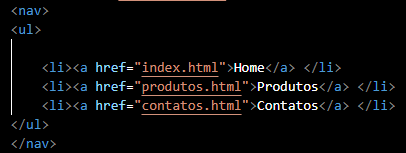 <nav>
<ul>
<li><a href="index.html">Home</a> </li>
<li><a href="produtos.html">Produtos</a> </li>
<li><a href="contatos.html">Contatos</a> </li>
</ul>
</nav>